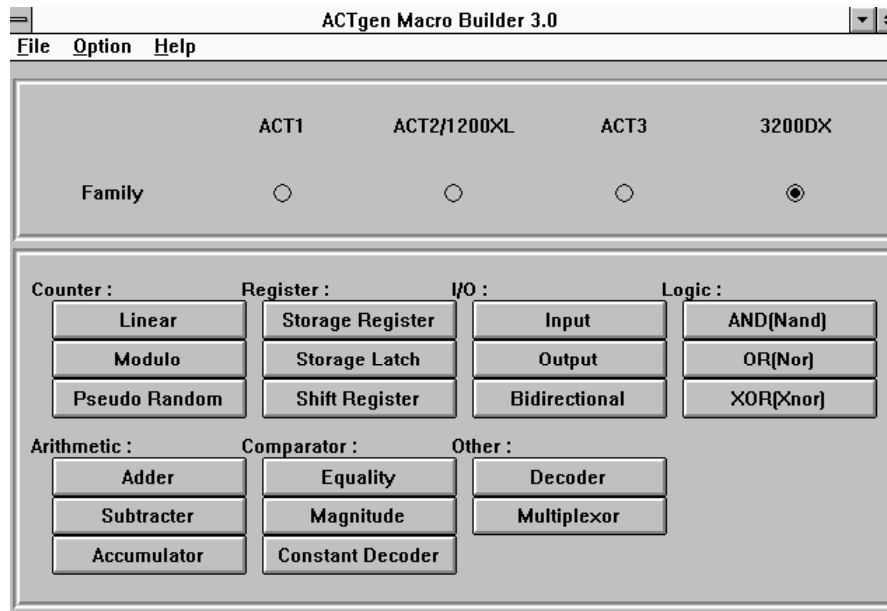 ACTgen Macro Builder 3.0
File Option Help
ACT1 ACT2/1200XL ACT3 3200DX
Family
Counter : Register : I/O : Logic :
Linear Storage Register Input AND(Nand)
Modulo Storage Latch Output OR(Nor)
Pseudo Random Shift Register Bidirectional XOR(Xnor)
Arithmetic : Comparator : Other :
Adder Equality Decoder
Subtracter Magnitude Multiplexor
Accumulator Constant Decoder